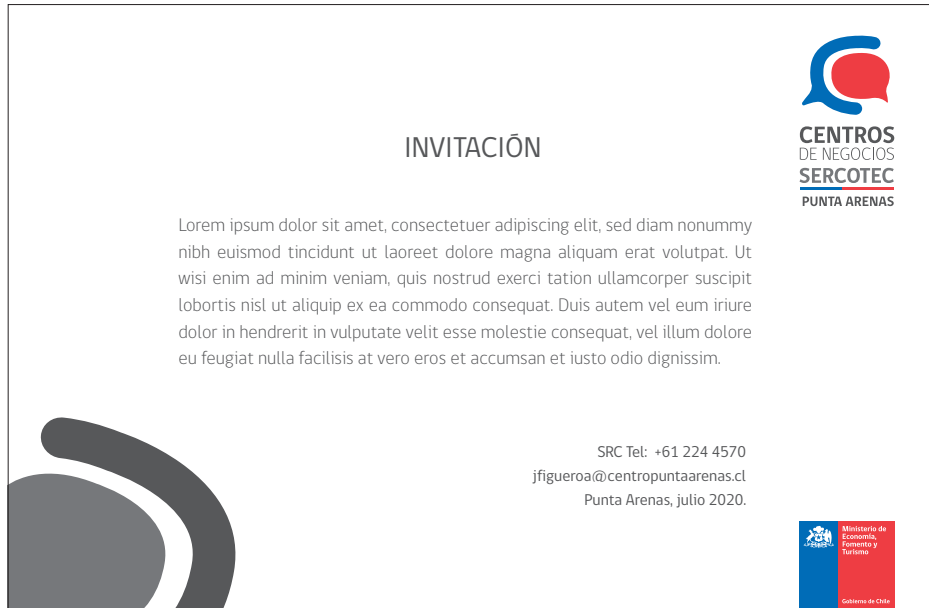 INVITACIÓN
CENTROS
DE NEGOCIOS
SERCOTEC
PUNTA ARENAS
Lorem ipsum dolor sit amet, consectetuer adipiscing elit, sed diam nonummy
nibh euismod tincidunt ut laoreet dolore magna aliquam erat volutpat. Ut
wisi enim ad minim veniam, quis nostrud exerci tation ullamcorper suscipit
lobortis nisl ut aliquip ex ea commodo consequat. Duis autem vel eum iriure
dolor in hendrerit in vulputate velit esse molestie consequat, vel illum dolore
eu feugiat nulla facilisis at vero eros et accumsan et iusto odio dignissim.
SRC Tel: +61 224 4570
jfigueroa@centropuntaarenas.cl
Punta Arenas, julio 2020.
Ministerio de
Economía,
Fomento y
Turismo
Gobierno de Chile